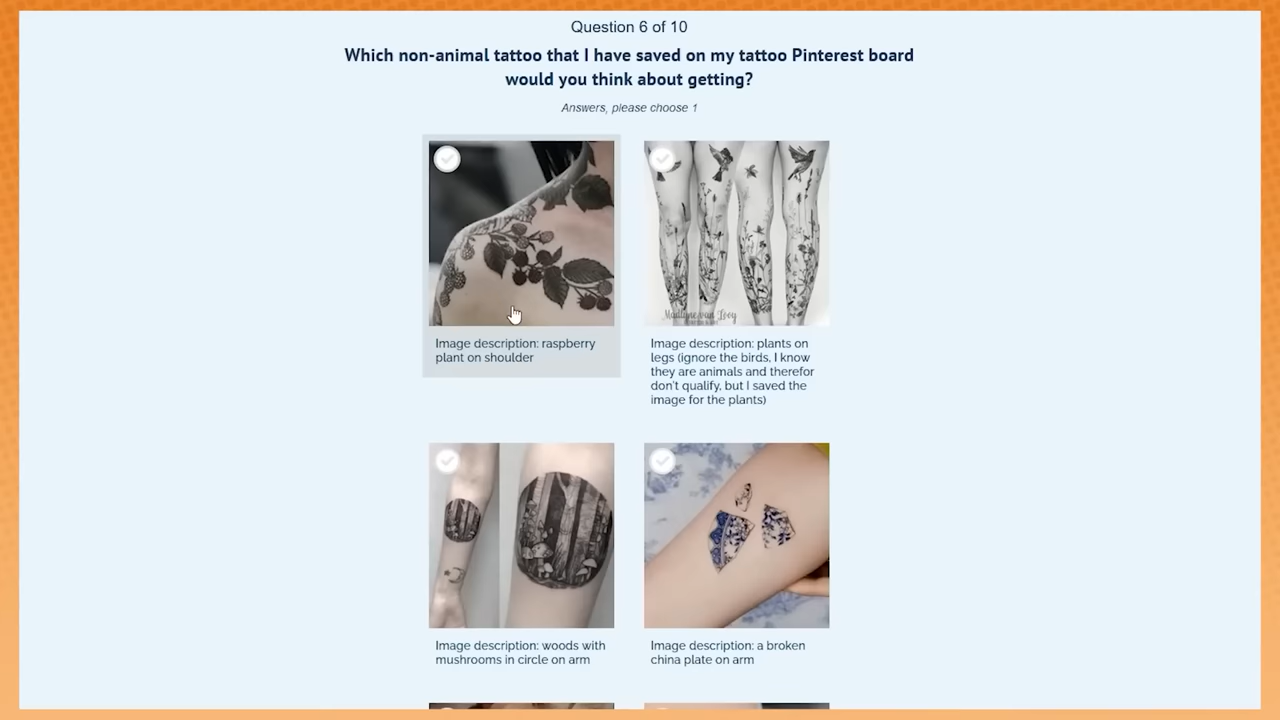 Question 6 of 10
Which non-animal tattoo that I have saved on my tattoo Pinterest board
would you think about getting?
Answers, please choose 1
Image description: raspberry
plant on shoulder
Image description: plants on
legs (ignore the birds, I know
they are animals and therefor
don't qualify, but I saved the
image for the plants)
Image description: woods with
mushrooms in circle on arm
Image description: a broken
china plate on arm